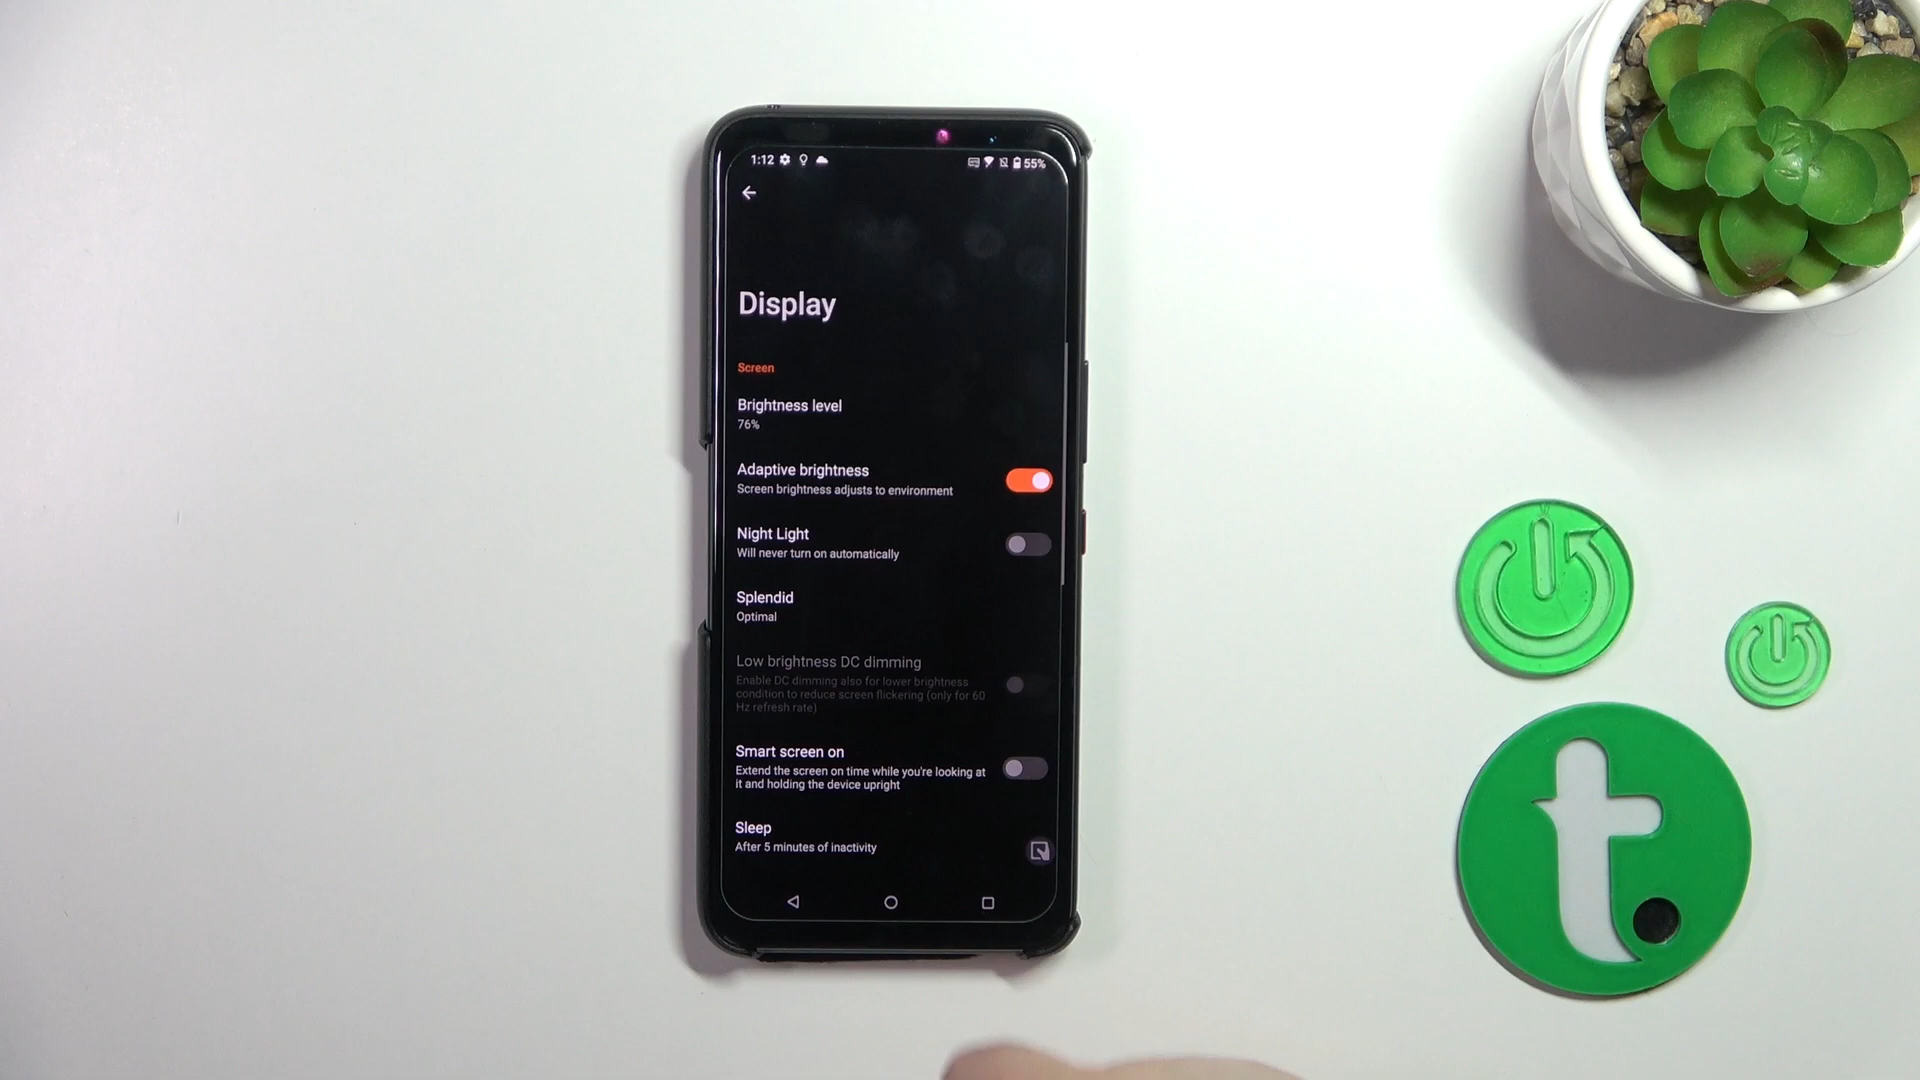 1:12 55%
Display
Screen
Brightness level
76%
Adaptive brightness
Screen brightness adjusts to environment
Night Light
Will never turn on automatically
Splendid
Optimal
Low brightness DC dimming
Enable DC dimming also for lower brightness
condition to reduce screen flickering (only for 60
Hz refresh rate)
Smart screen on
Extend the screen on time while you're looking at
it and holding the device upright
Sleep
After 5 minutes of inactivity
t.